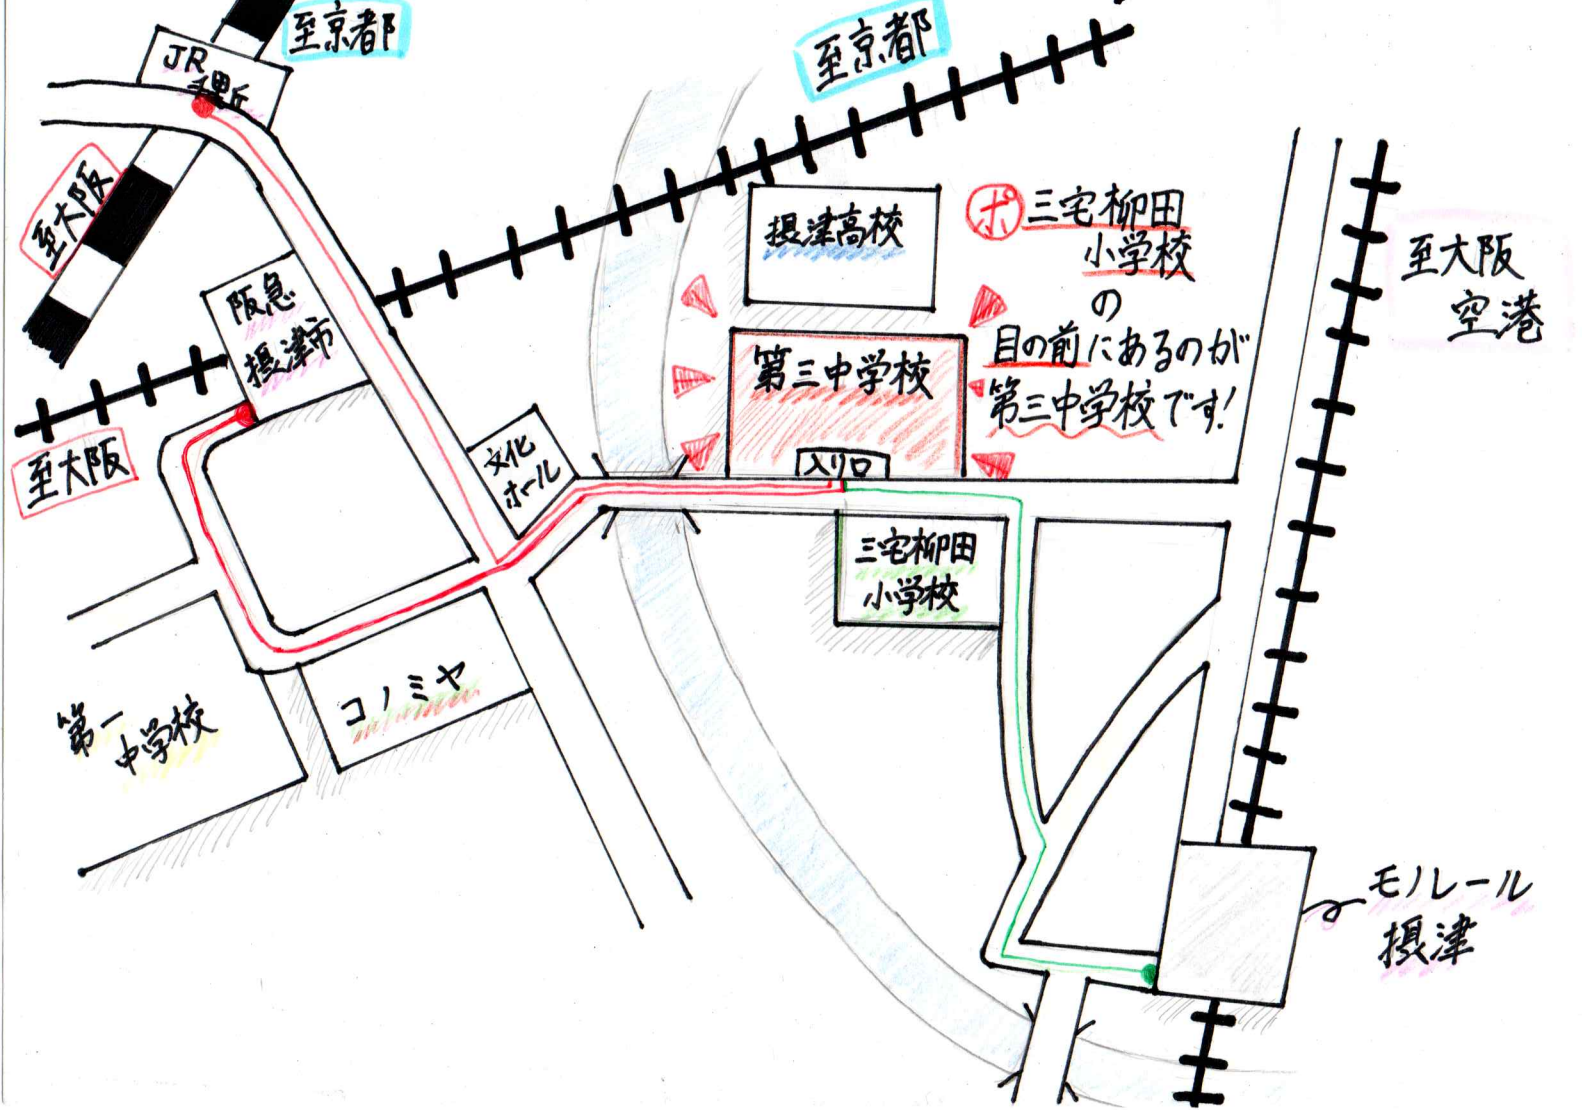 至京都
JR
千里丘
至大阪
至京都
摂津高校
ポ 三宅柳田
小学校
の
目の前にあるのが
第三中学校です!
至大阪
空港
阪急
摂津市
第三中学校
入り口
至大阪
文化
ホール
三宅柳田
小学校
コノミヤ
第一
中学校
モノレール
摂津